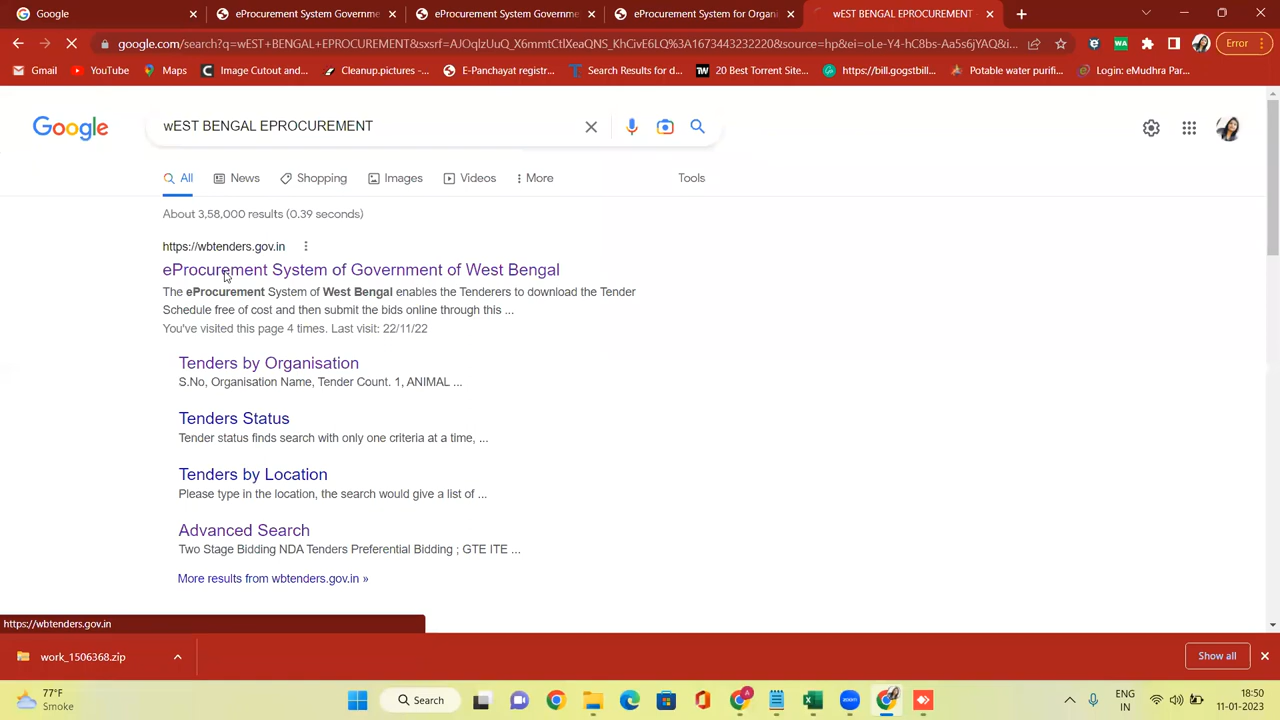 Google
eProcurement System Governme
eProcurement System Governme
eProcurement System for Organi
wEST BENGAL EPROCUREMENT
google.com/search?q=wEST+BENGAL+EPROCUREMENT&sxsrf=AJOqlzUuQ_X6mmtCtlXeaQNS_KhCivE6LQ%3A1673443232220&source=hp&ei=oLe-Y4-hC8bs-Aa5s6jYAQ&i...
Error
Gmail
YouTube
Maps
Image Cutout and...
Cleanup.pictures -...
E-Panchayat registr...
Search Results for d...
20 Best Torrent Site...
https://bill.gogstbill...
Potable water purifi...
Login: eMudhra Par...
Google
wEST BENGAL EPROCUREMENT
All
News
Shopping
Images
Videos
More
Tools
About 3,58,000 results (0.39 seconds)
https://wbtenders.gov.in
eProcurement System of Government of West Bengal
The eProcurement System of West Bengal enables the Tenderers to download the Tender
Schedule free of cost and then submit the bids online through this ...
You've visited this page 4 times. Last visit: 22/11/22
Tenders by Organisation
S.No, Organisation Name, Tender Count. 1, ANIMAL ...
Tenders Status
Tender status finds search with only one criteria at a time, ...
Tenders by Location
Please type in the location, the search would give a list of ...
Advanced Search
Two Stage Bidding NDA Tenders Preferential Bidding ; GTE ITE ...
More results from wbtenders.gov.in »
https://wbtenders.gov.in
work_1506368.zip
Show all
77°F
Smoke
Search
zoom
ENG
IN
18:50
11-01-2023